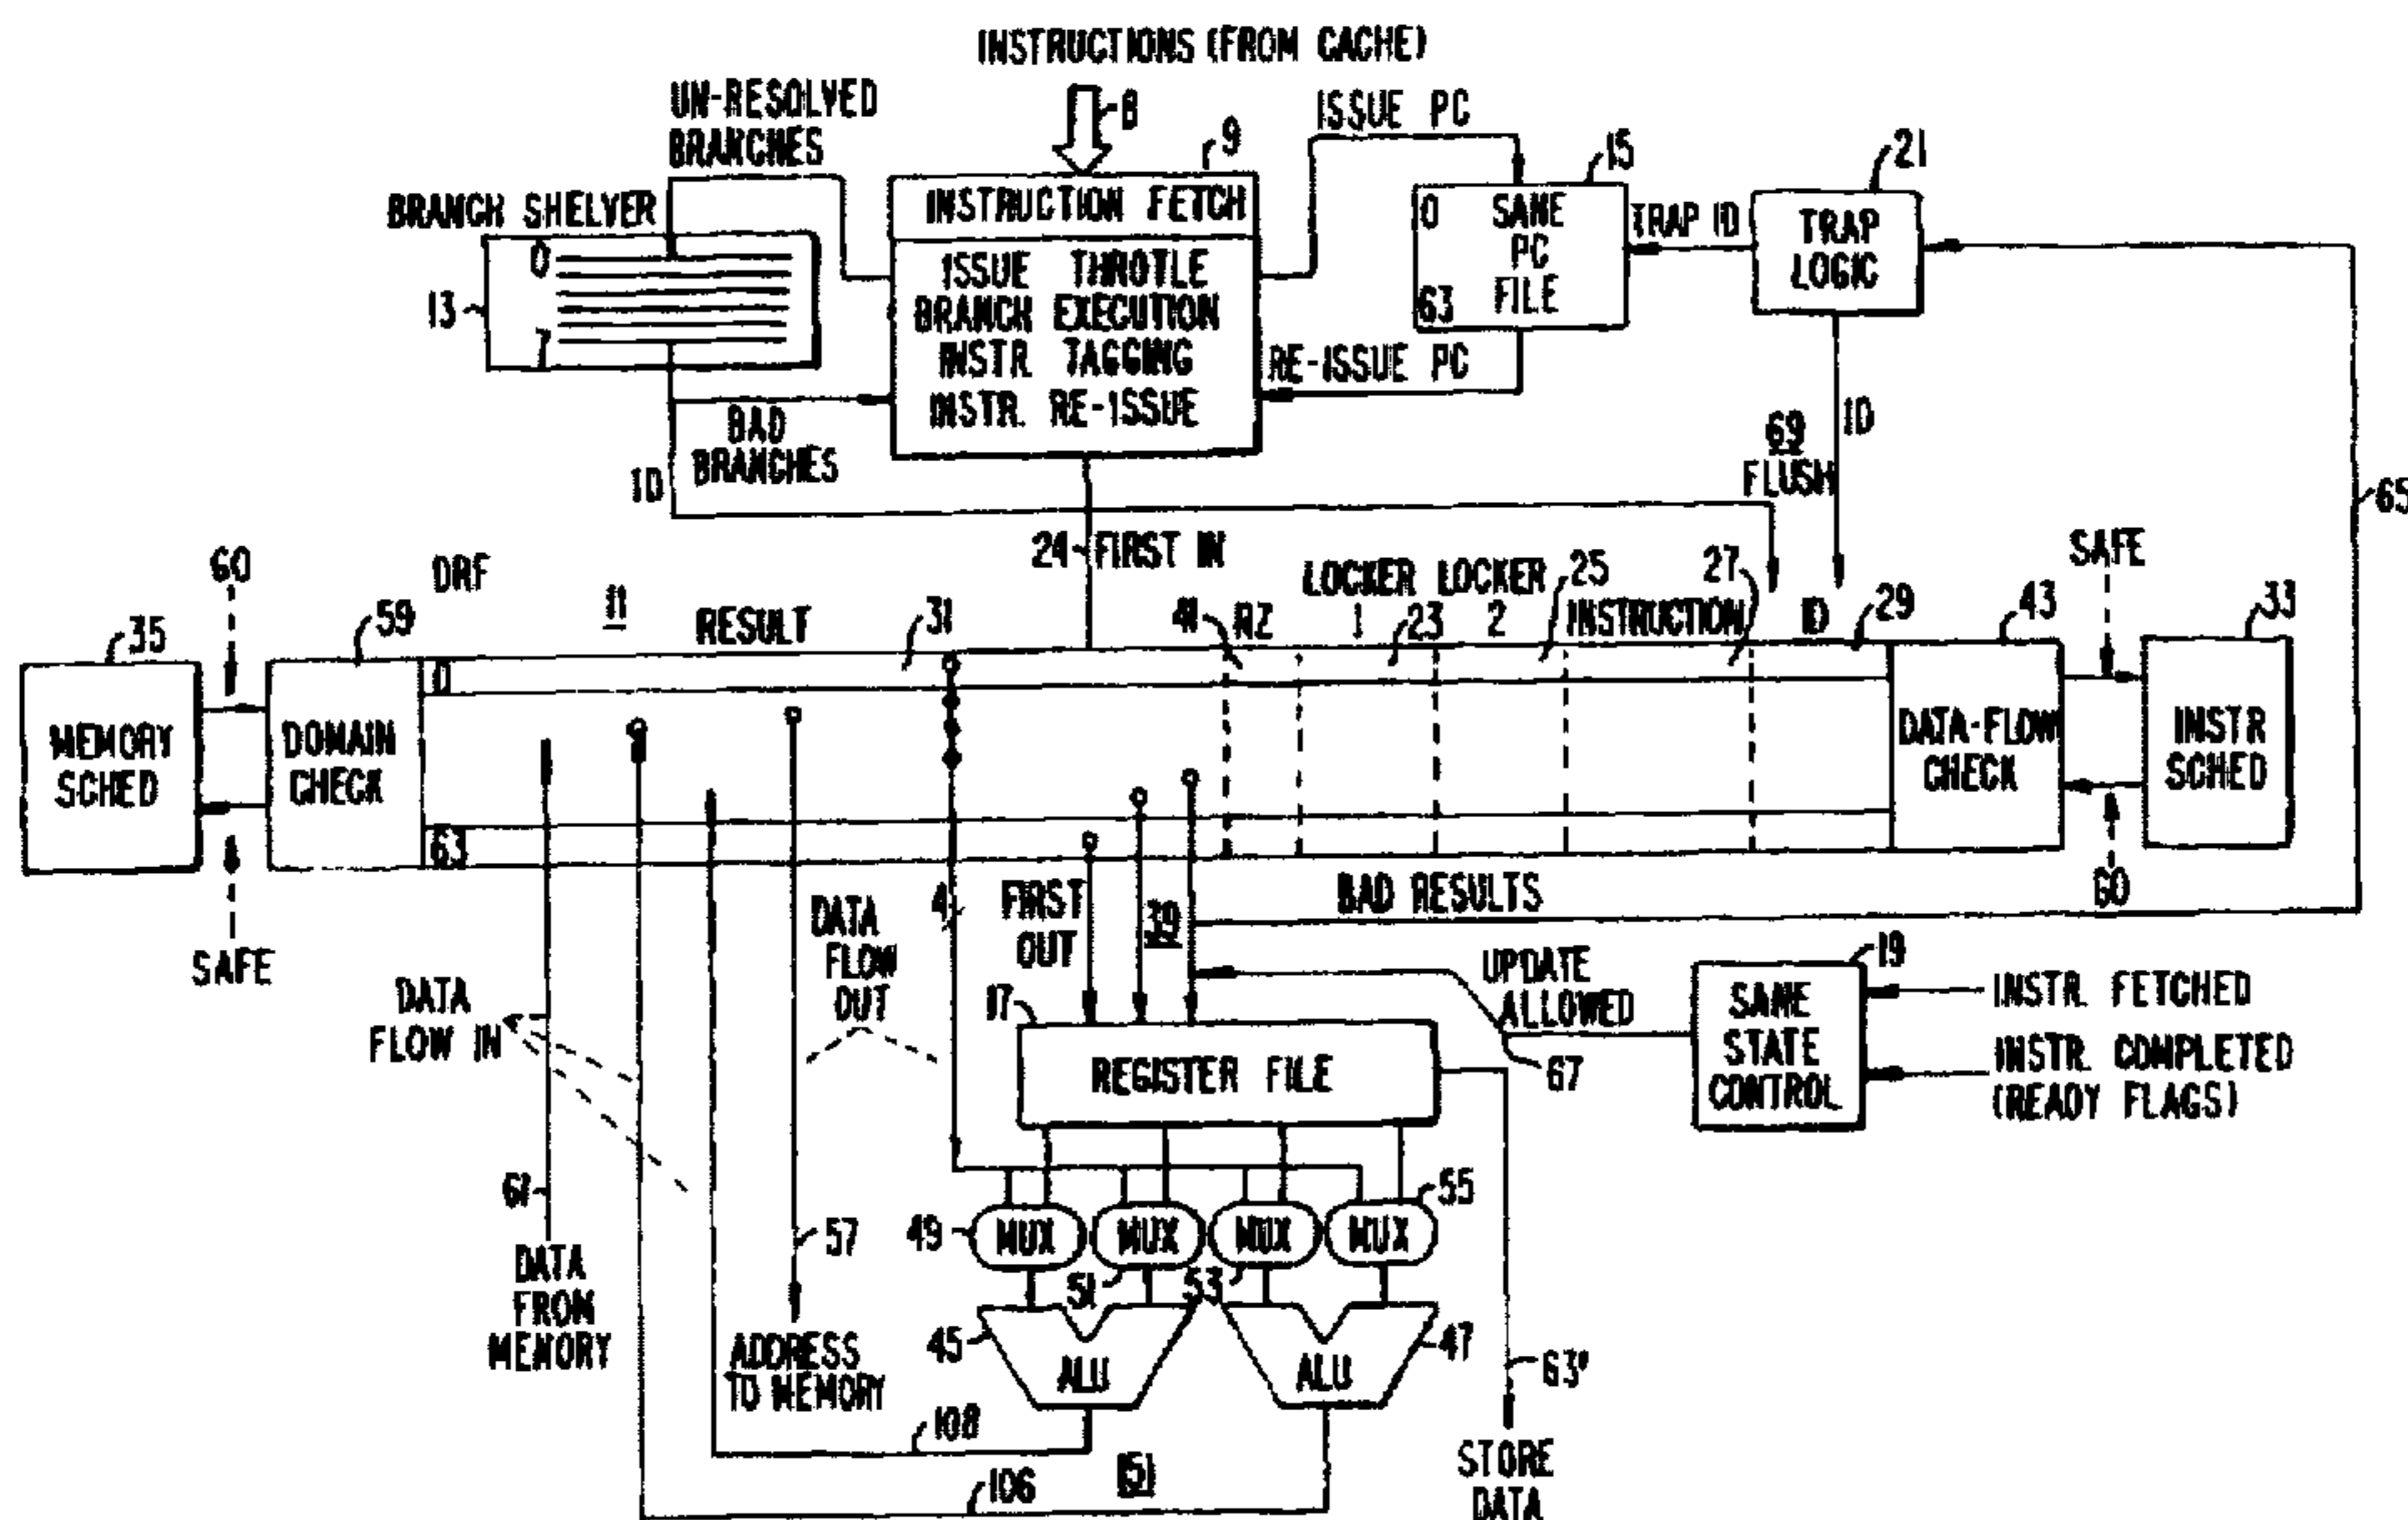 INSTRUCTIONS (FROM CACHE)
8
UN-RESOLVED
BRANCHES
BRANCH SHELVER
0
7
13
9
INSTRUCTION FETCH
ISSUE THROTLE
BRANCH EXECUTION
INSTR TAGGING
INSTR. RE-ISSUE
ISSUE PC
15
0 SANE
PC
63 FILE
RE-ISSUE PC
TRAP ID
21
TRAP
LOGIC
BAD
BRANCHES
ID
69
FLUSH
ID
65
24
FIRST IN
60
DRF
11
RESULT
31
41
RZ
LOCKER LOCKER
1 23 2
25
INSTRUCTION
27
ID
29
43
SAFE
33
35
59
MEMORY
SCHED
DOMAIN
CHECK
0
63
DATA-FLOW
CHECK
INSTR
SCHED
GO
SAFE
4
FIRST
OUT
39
BAD RESULTS
DATA
FLOW
OUT
DATA
FLOW IN
17
REGISTER FILE
UPDATE
ALLOWED
67
19
SANE
STATE
CONTROL
INSTR. FETCHED
INSTR. COMPLETED
(READY FLAGS)
61
DATA
FROM
MEMORY
57
ADDRESS
TO MEMORY
49
MUX
MUX
MUX
MUX
55
51
53
45
ALU
ALU
47
63'
STORE
DATA
108
106